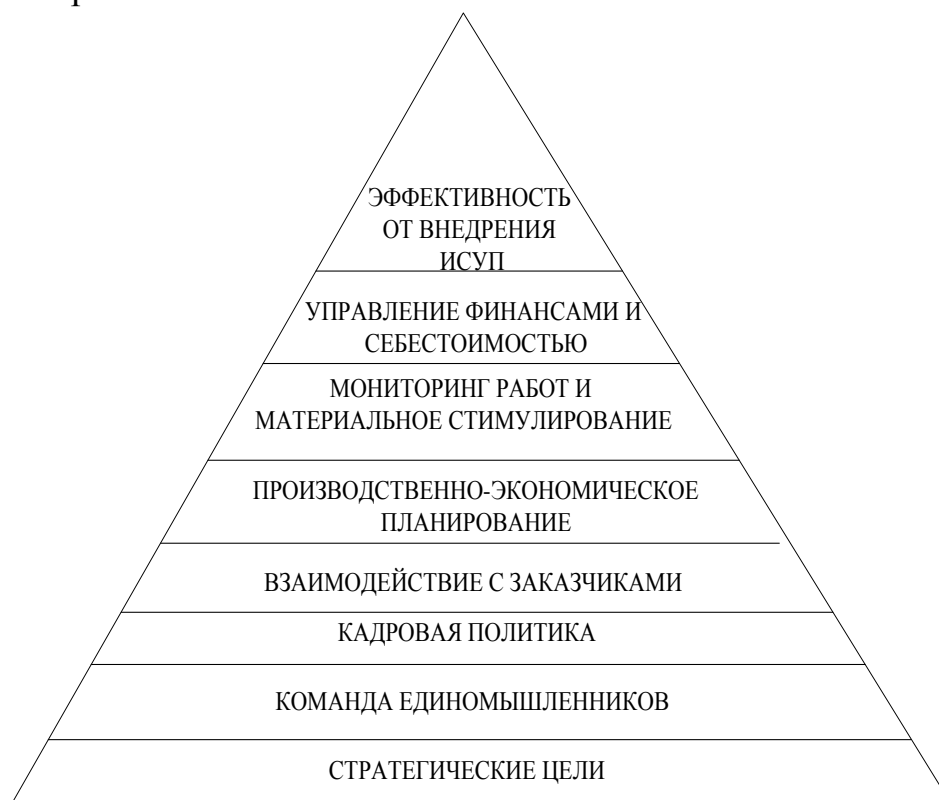 ЭФФЕКТИВНОСТЬ
ОТ ВНЕДРЕНИЯ
ИСУП
УПРАВЛЕНИЕ ФИНАНСАМИ И
СЕБЕСТОИМОСТЬЮ
МОНИТОРИНГ РАБОТ И
МАТЕРИАЛЬНОЕ СТИМУЛИРОВАНИЕ
ПРОИЗВОДСТВЕННО-ЭКОНОМИЧЕСКОЕ
ПЛАНИРОВАНИЕ
ВЗАИМОДЕЙСТВИЕ С ЗАКАЗЧИКАМИ
КАДРОВАЯ ПОЛИТИКА
КОМАНДА ЕДИНОМЫШЛЕННИКОВ
СТРАТЕГИЧЕСКИЕ ЦЕЛИ